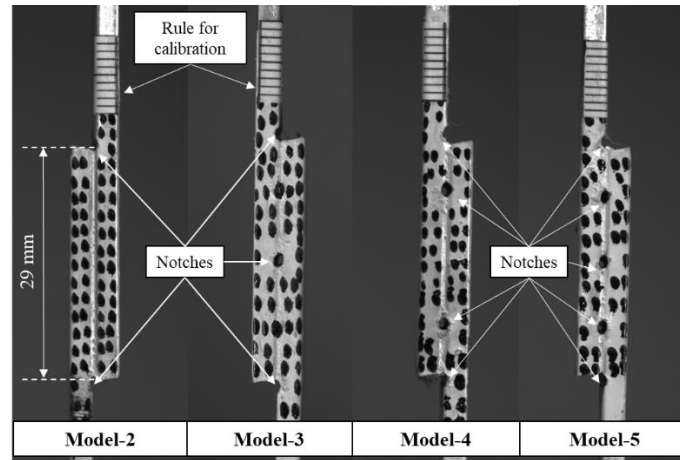 Rule for
calibration
29 mm
Notches
Notches
Model-2
Model-3
Model-4
Model-5